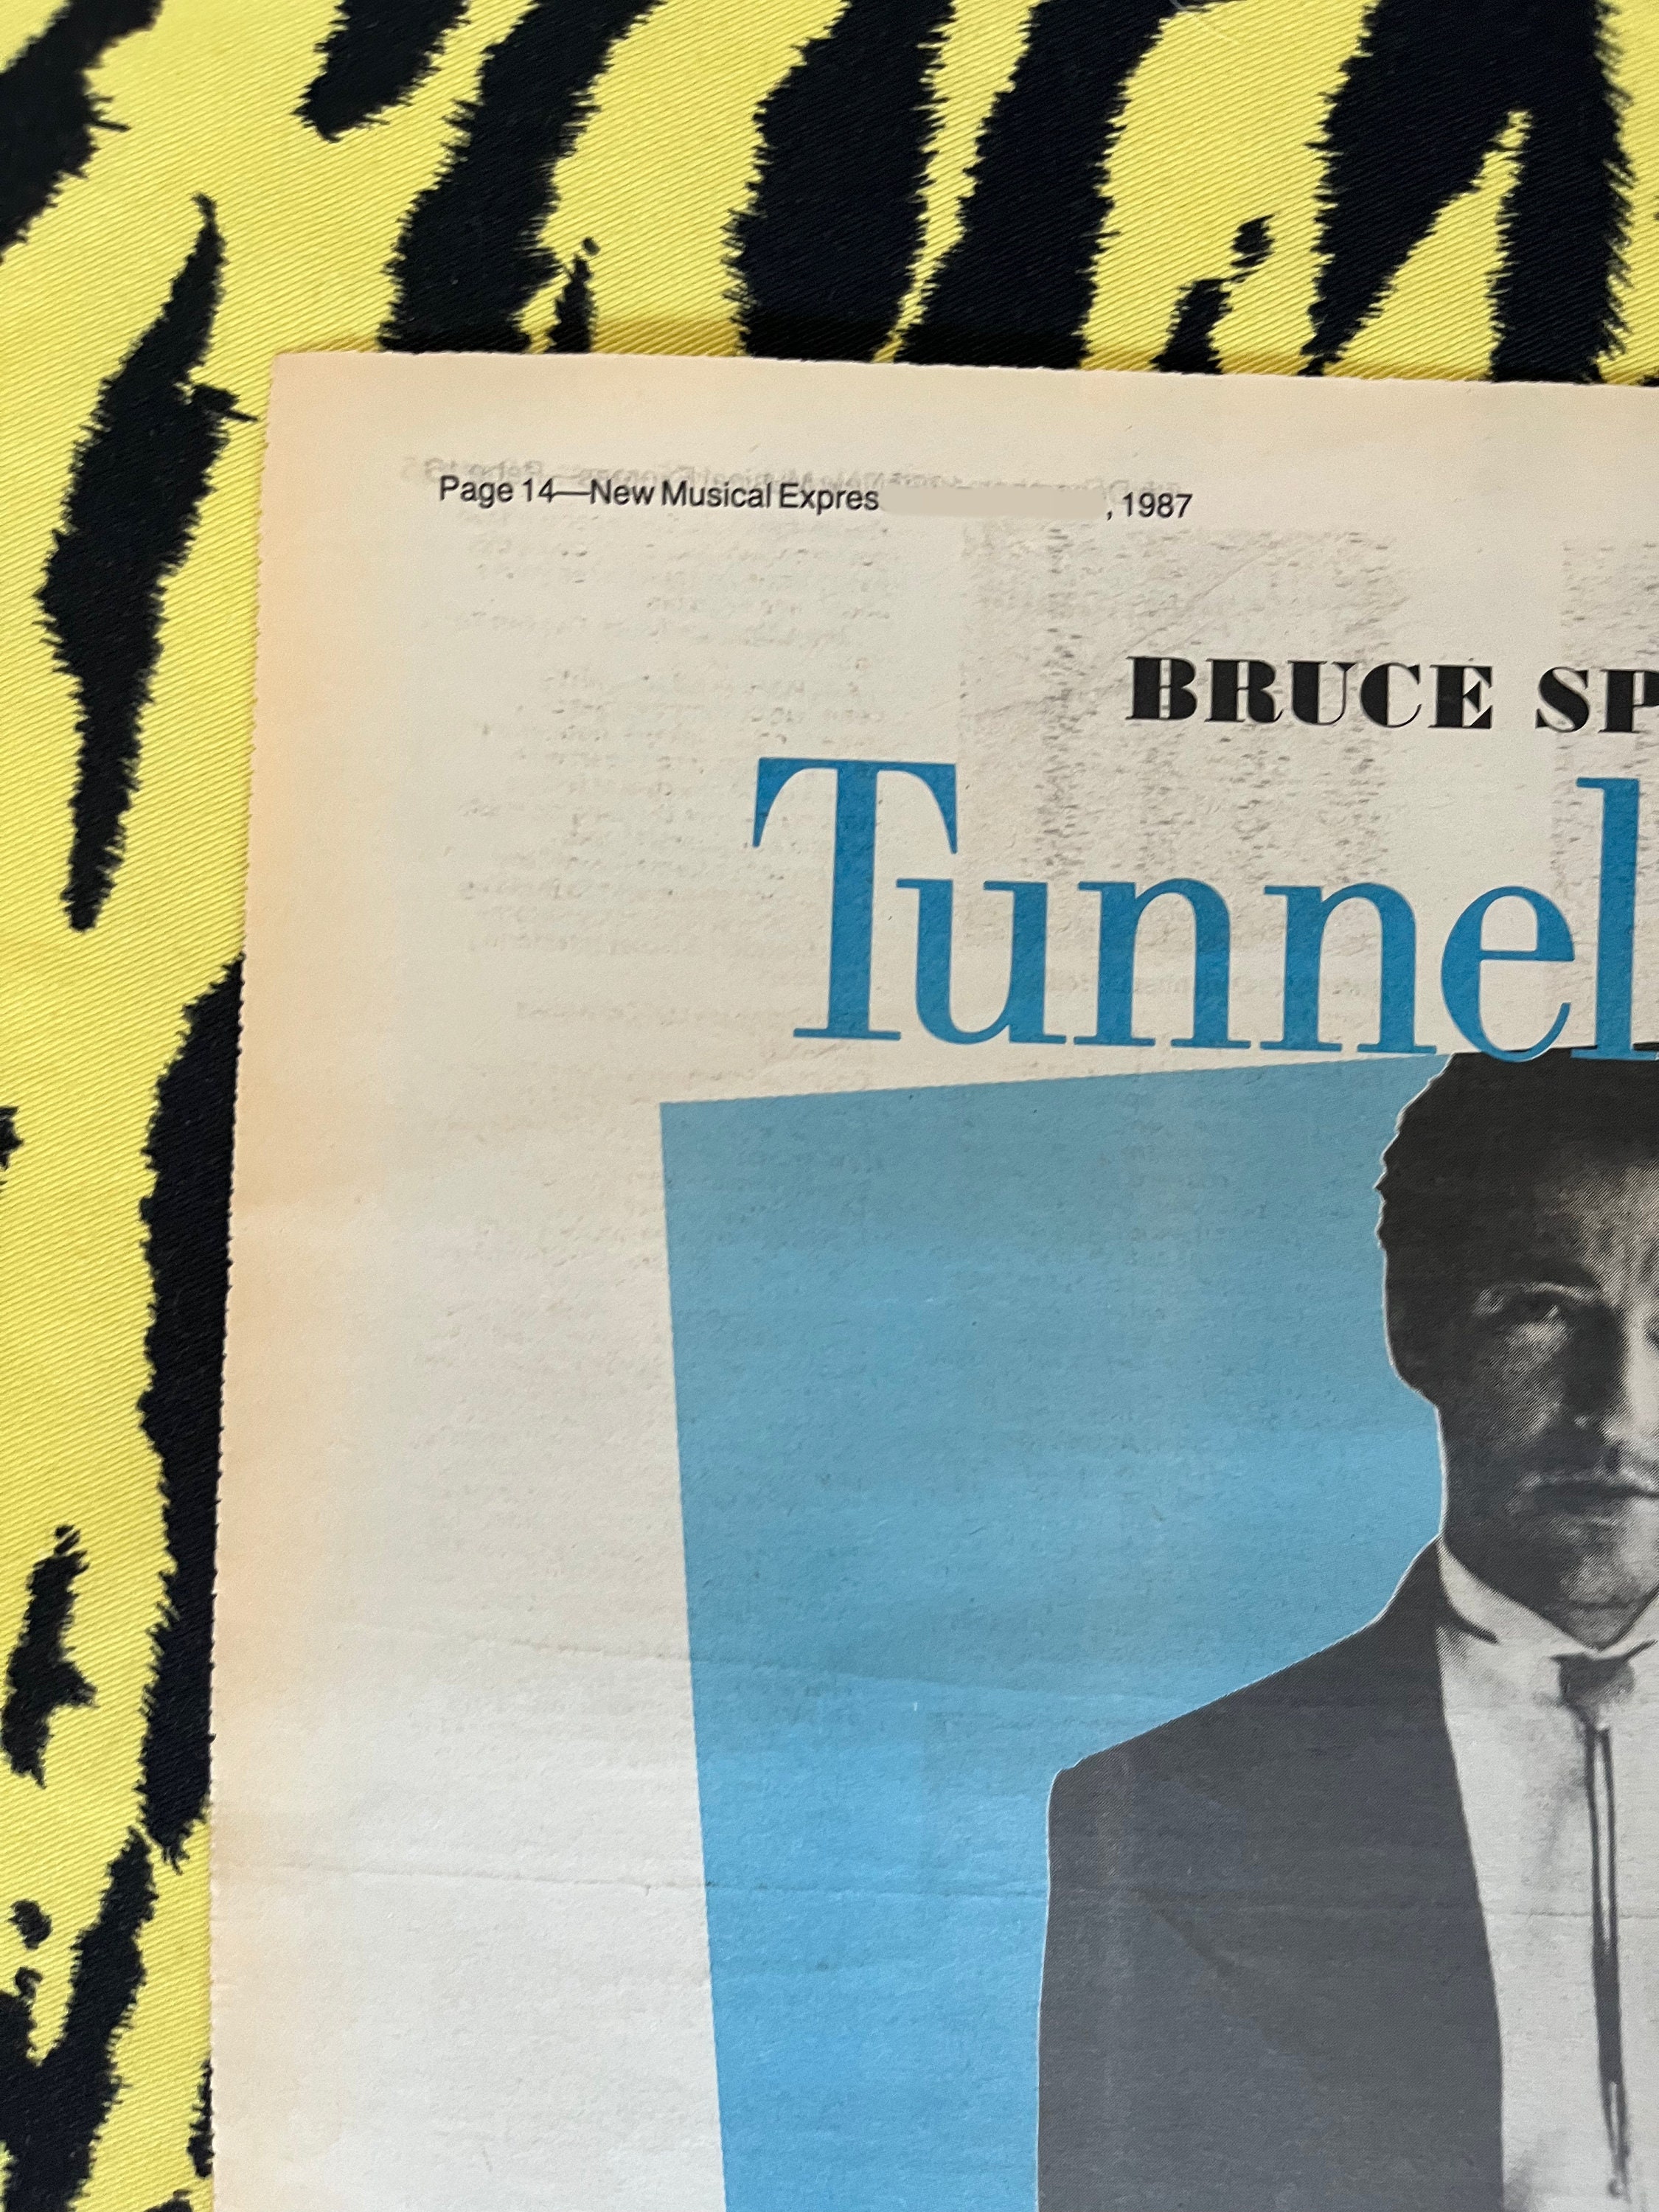 Page 14—New Musical Expres , 1987
BRUCE SP
Tunnel